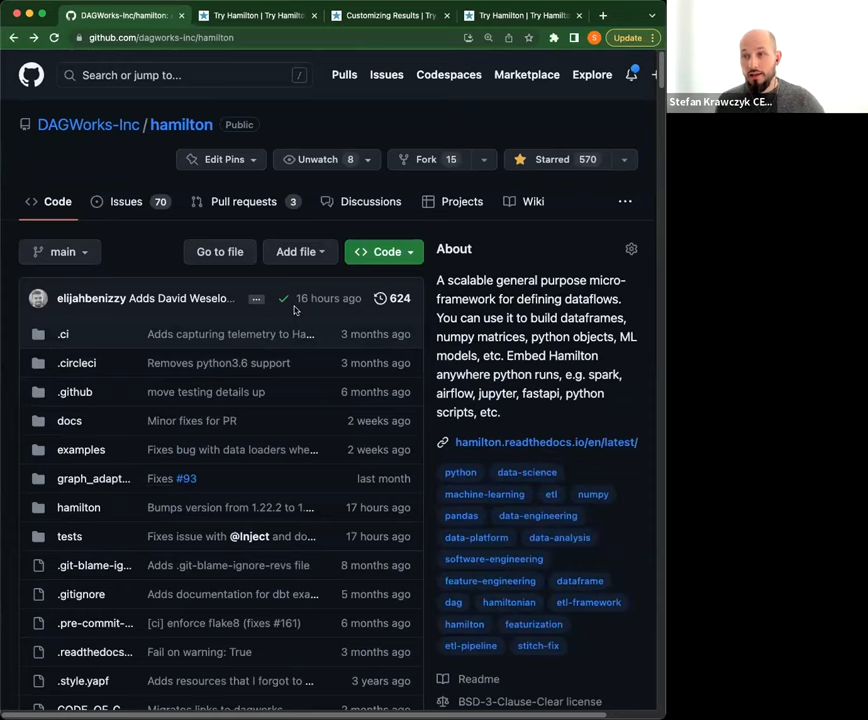 DAGWorks-Inc/hamilton:
Try Hamilton | Try Hamilto
Customizing Results | Try
Try Hamilton | Try Hamilt
github.com/dagworks-inc/hamilton
S
Update
Search or jump to...
/
Pulls
Issues
Codespaces
Marketplace
Explore
Stefan Krawczyk CE...
DAGWorks-Inc / hamilton
Public
Edit Pins
Unwatch 8
Fork 15
Starred 570
Code
Issues 70
Pull requests 3
Discussions
Projects
Wiki
main
Go to file
Add file
Code
About
elijahbenizzy Adds David Weselo...
16 hours ago
624
.ci
Adds capturing telemetry to Ha...
3 months ago
.circleci
Removes python3.6 support
3 months ago
.github
move testing details up
6 months ago
docs
Minor fixes for PR
2 weeks ago
examples
Fixes bug with data loaders whe...
2 weeks ago
graph_adapt...
Fixes #93
last month
hamilton
Bumps version from 1.22.2 to 1....
17 hours ago
tests
Fixes issue with @Inject and do...
17 hours ago
.git-blame-ig...
Adds .git-blame-ignore-revs file
8 months ago
.gitignore
Adds documentation for dbt exa...
5 months ago
.pre-commit-...
[ci] enforce flake8 (fixes #161)
6 months ago
.readthedocs...
Fail on warning: True
3 months ago
.style.yapf
Adds resources that I forgot to ...
3 years ago
CODE_OF_C...
Migrates links to dagworks
2 months ago
A scalable general purpose micro-
framework for defining dataflows.
You can use it to build dataframes,
numpy matrices, python objects, ML
models, etc. Embed Hamilton
anywhere python runs, e.g. spark,
airflow, jupyter, fastapi, python
scripts, etc.
hamilton.readthedocs.io/en/latest/
python
data-science
machine-learning
etl
numpy
pandas
data-engineering
data-platform
data-analysis
software-engineering
feature-engineering
dataframe
dag
hamiltonian
etl-framework
hamilton
featurization
etl-pipeline
stitch-fix
Readme
BSD-3-Clause-Clear license